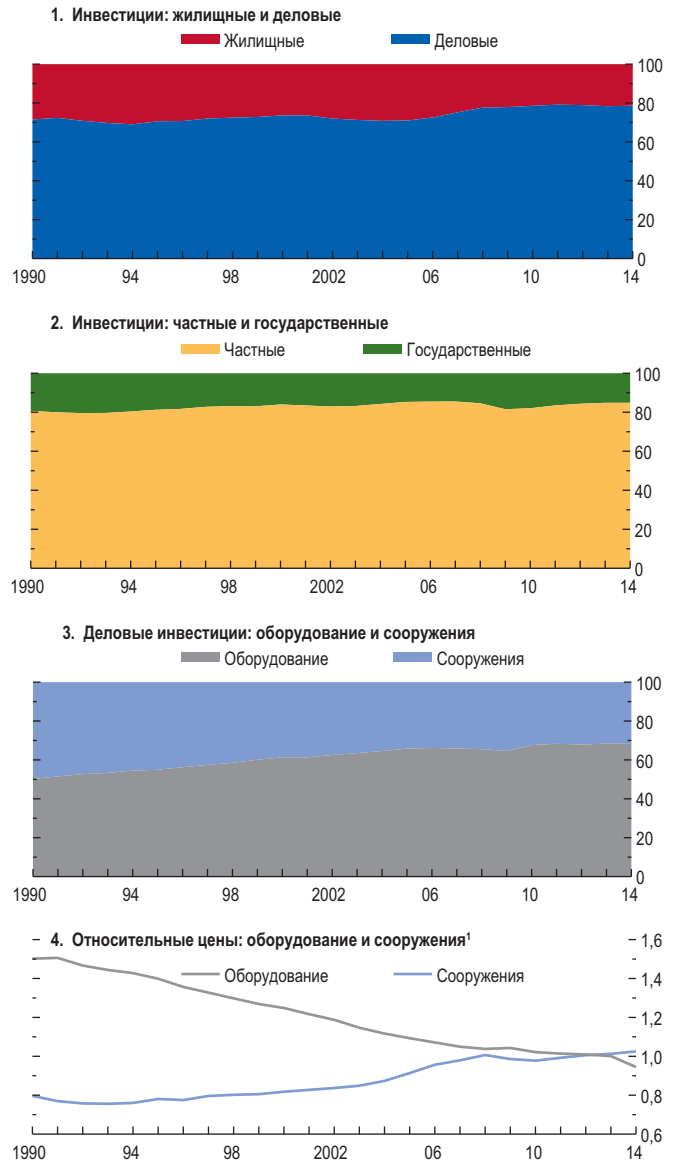 1. Инвестиции: жилищные и деловые
Жилищные Деловые
100
80
60
40
20
0
1990 94 98 2002 06 10 14
2. Инвестиции: частные и государственные
Частные Государственные
100
80
60
40
20
0
1990 94 98 2002 06 10 14
3. Деловые инвестиции: оборудование и сооружения
Оборудование Сооружения
100
80
60
40
20
0
1990 94 98 2002 06 10 14
4. Относительные цены: оборудование и сооружения¹
Оборудование Сооружения
1,6
1,4
1,2
1,0
0,8
0,6
1990 94 98 2002 06 10 14